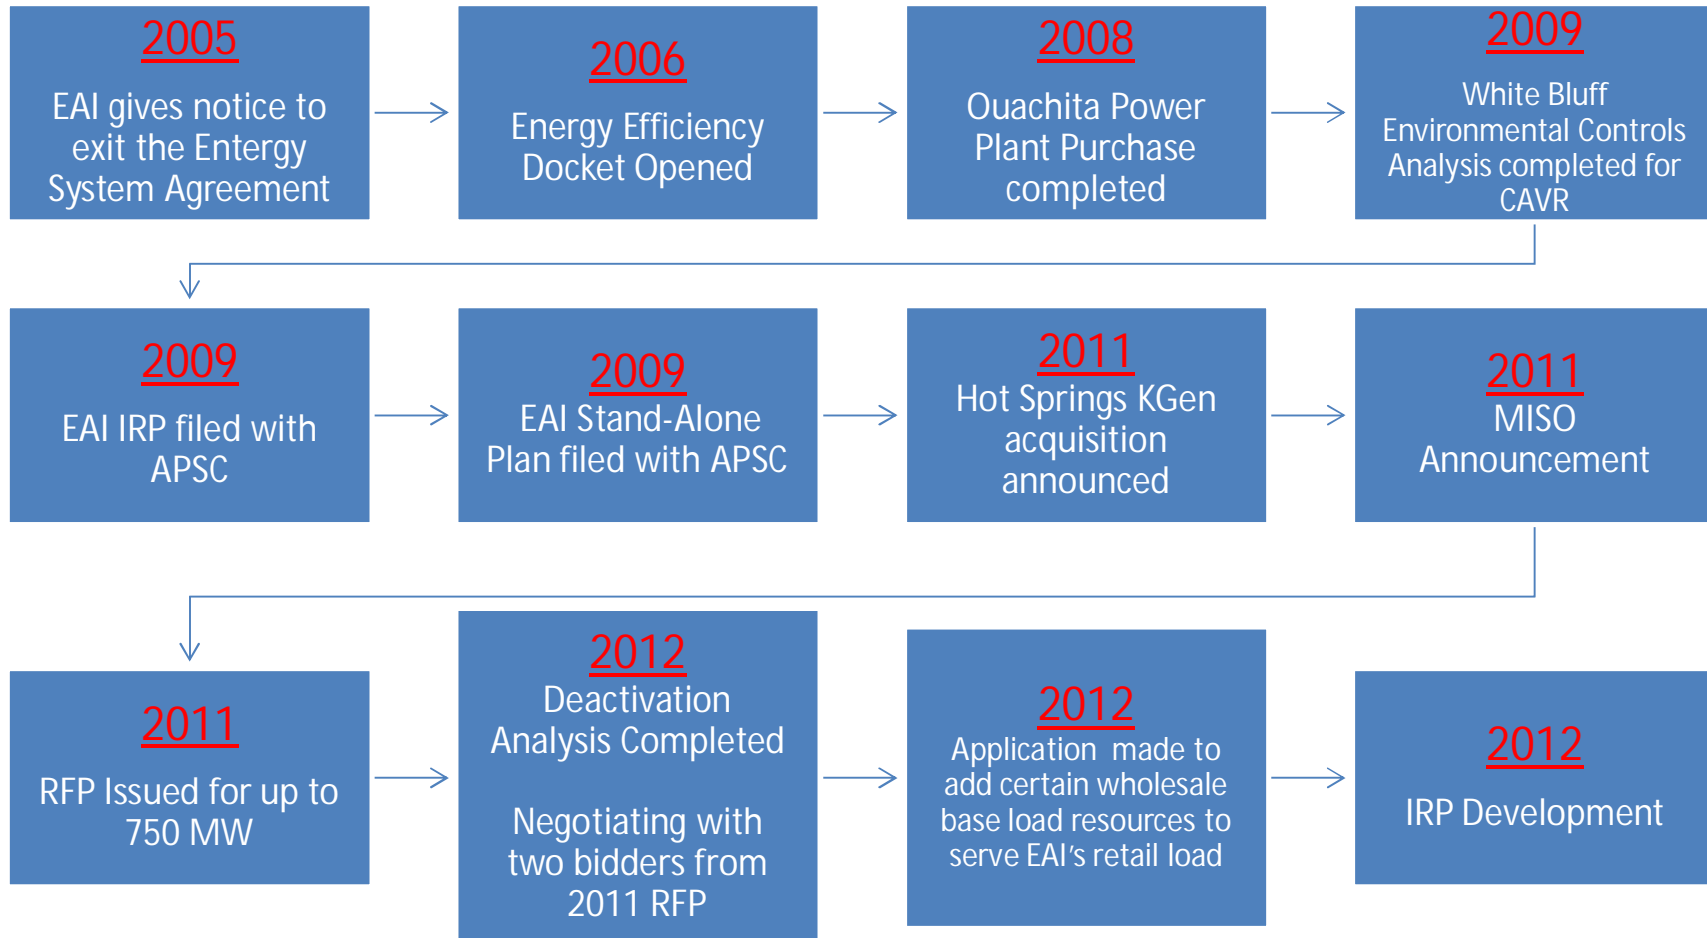 2005
EAI gives notice to
exit the Entergy
System Agreement
2006
Energy Efficiency
Docket Opened
2008
Ouachita Power
Plant Purchase
completed
2009
White Bluff
Environmental Controls
Analysis completed for
CAVR
2009
EAI IRP filed with
APSC
2009
EAI Stand-Alone
Plan filed with APSC
2011
Hot Springs KGen
acquisition
announced
2011
MISO
Announcement
2011
RFP Issued for up to
750 MW
2012
Deactivation
Analysis Completed
Negotiating with
two bidders from
2011 RFP
2012
Application made to
add certain wholesale
base load resources to
serve EAI's retail load
2012
IRP Development